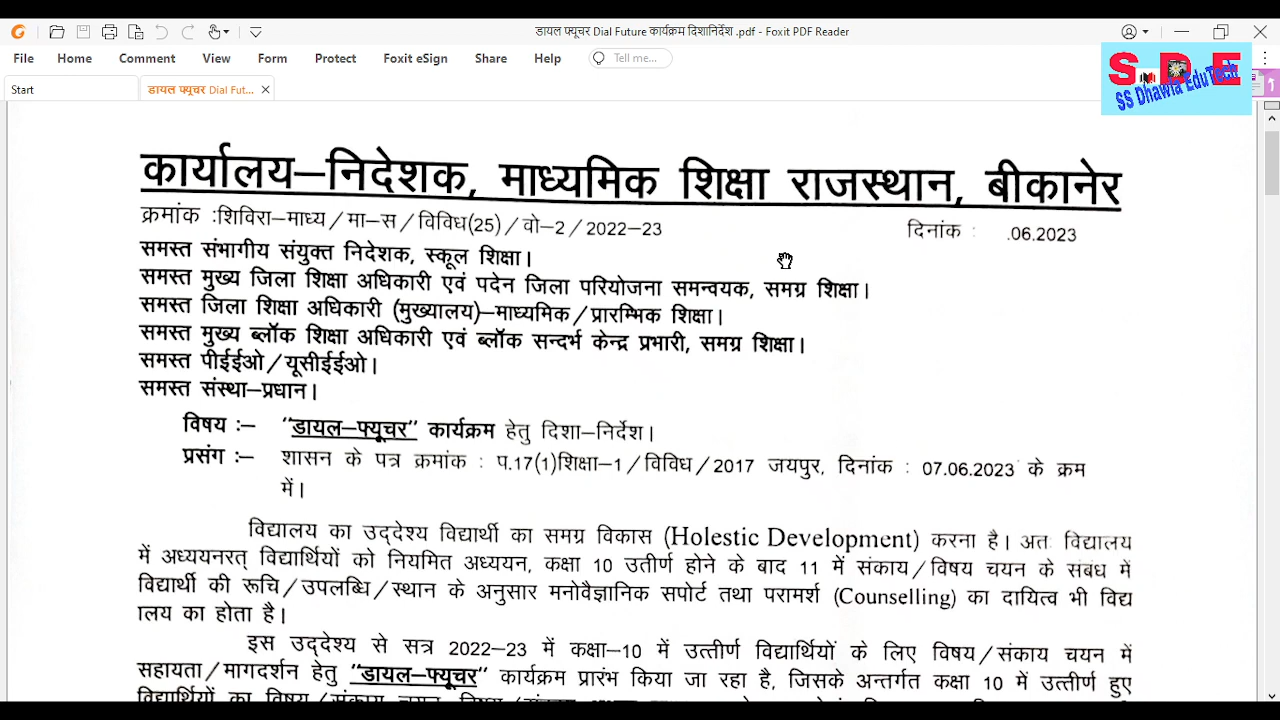 डायल फ्यूचर Dial Future कार्यक्रम दिशानिर्देश .pdf - Foxit PDF Reader
File Home Comment View Form Protect Foxit eSign Share Help Tell me...
S D E
SS Dhawla EduTech
Start डायल फ्यूचर Dial Fut...
कार्यालय–निदेशक, माध्यमिक शिक्षा राजस्थान, बीकानेर
क्रमांक :शिविरा–माध्य/मा–स/विविध(25)/वो–2/2022–23 दिनांक : .06.2023
समस्त संभागीय संयुक्त निदेशक, स्कूल शिक्षा।
समस्त मुख्य जिला शिक्षा अधिकारी एवं पदेन जिला परियोजना समन्वयक, समग्र शिक्षा।
समस्त जिला शिक्षा अधिकारी (मुख्यालय)–माध्यमिक/प्रारम्भिक शिक्षा।
समस्त मुख्य ब्लॉक शिक्षा अधिकारी एवं ब्लॉक सन्दर्भ केन्द्र प्रभारी, समग्र शिक्षा।
समस्त पीईईओ/यूसीईईओ।
समस्त संस्था–प्रधान।
विषय :– "डायल–फ्यूचर" कार्यक्रम हेतु दिशा–निर्देश।
प्रसंग :– शासन के पत्र क्रमांक : प.17(1)शिक्षा–1/विविध/2017 जयपुर, दिनांक : 07.06.2023 के क्रम
में।
विद्यालय का उद्देश्य विद्यार्थी का समग्र विकास (Holestic Development) करना है। अतः विद्यालय
में अध्ययनरत् विद्यार्थियों को नियमित अध्ययन, कक्षा 10 उतीर्ण होने के बाद 11 में संकाय/विषय चयन के संबंध में
विद्यार्थी की रूचि/उपलब्धि/स्थान के अनुसार मनोवैज्ञानिक सपोर्ट तथा परामर्श (Counselling) का दायित्व भी विद्य
ालय का होता है।
इस उद्देश्य से सत्र 2022–23 में कक्षा–10 में उत्तीर्ण विद्यार्थियों के लिए विषय/संकाय चयन में
सहायता/मागदर्शन हेतु "डायल–फ्यूचर" कार्यक्रम प्रारंभ किया जा रहा है, जिसके अन्तर्गत कक्षा 10 में उत्तीर्ण हुए
विद्यार्थियों का विषय/संकाय चयन